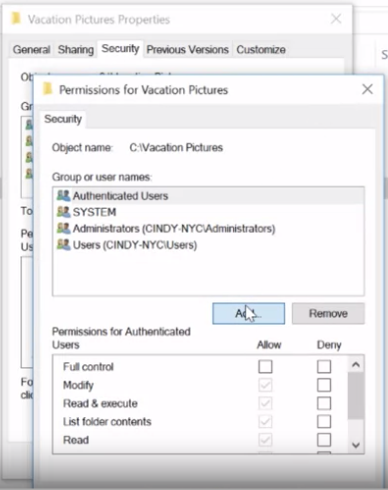 Vacation Pictures Properties
General Sharing Security Previous Versions Customize
Permissions for Vacation Pictures
Security
Object name: C:\Vacation Pictures
Group or user names:
Authenticated Users
SYSTEM
Administrators (CINDY-NYC\Administrators)
Users (CINDY-NYC\Users)
Remove
Permissions for Authenticated
Users Allow Deny
Full control
Modify
Read & execute
List folder contents
Read